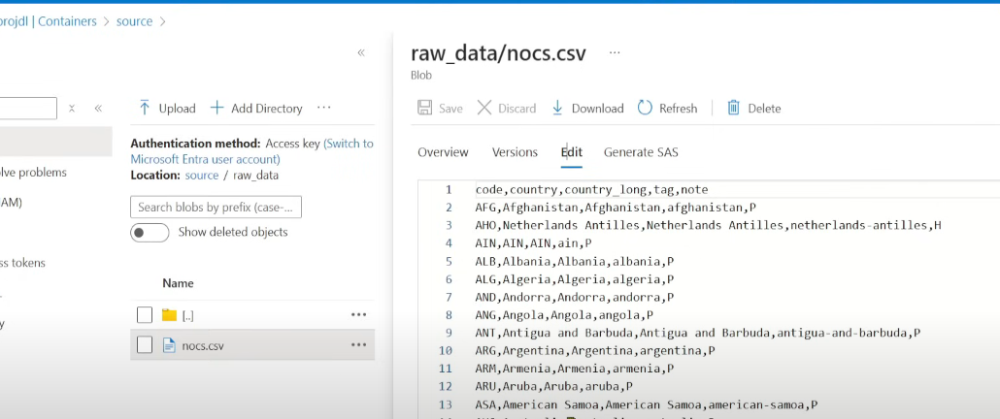 projdl | Containers > source >
olve problems
IAM)
ss tokens
y
Upload Add Directory ...
Authentication method: Access key (Switch to
Microsoft Entra user account)
Location: source / raw_data
Search blobs by prefix (case-...
Show deleted objects
Name
[..] ...
nocs.csv ...
raw_data/nocs.csv ...
Blob
Save Discard Download Refresh Delete
Overview Versions Edit Generate SAS
1 code,country,country_long,tag,note
2 AFG,Afghanistan,Afghanistan,afghanistan,P
3 AHO,Netherlands Antilles,Netherlands Antilles,netherlands-antilles,H
4 AIN,AIN,AIN,ain,P
5 ALB,Albania,Albania,albania,P
6 ALG,Algeria,Algeria,algeria,P
7 AND,Andorra,Andorra,andorra,P
8 ANG,Angola,Angola,angola,P
9 ANT,Antigua and Barbuda,Antigua and Barbuda,antigua-and-barbuda,P
10 ARG,Argentina,Argentina,argentina,P
11 ARM,Armenia,Armenia,armenia,P
12 ARU,Aruba,Aruba,aruba,P
13 ASA,American Samoa,American Samoa,american-samoa,P